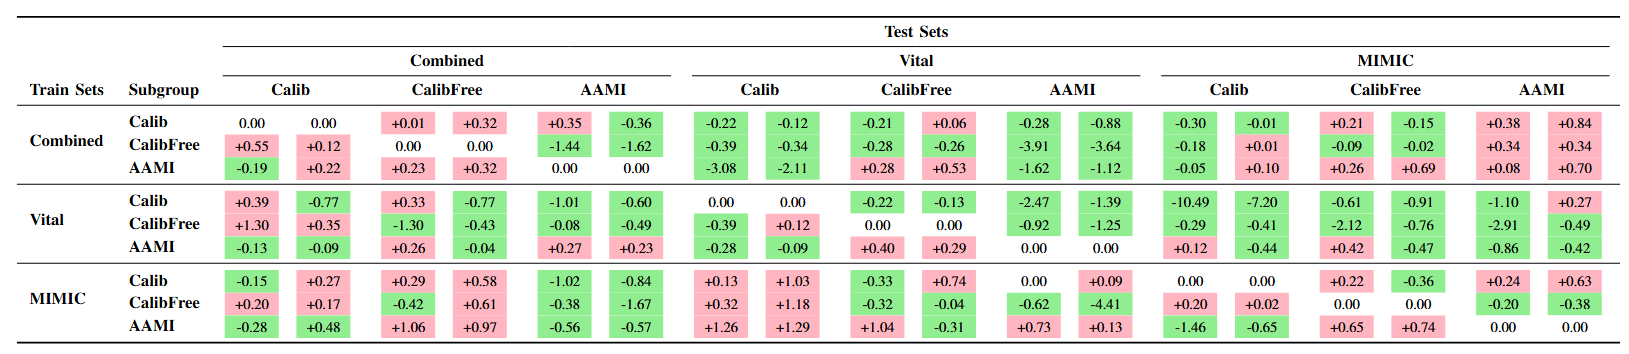 Test Sets
Combined Vital MIMIC
Train Sets Subgroup Calib CalibFree AAMI Calib CalibFree AAMI Calib CalibFree AAMI
Calib 0.00 0.00 +0.01 +0.32 +0.35 -0.36 -0.22 -0.12 -0.21 +0.06 -0.28 -0.88 -0.30 -0.01 +0.21 -0.15 +0.38 +0.84
Combined CalibFree +0.55 +0.12 0.00 0.00 -1.44 -1.62 -0.39 -0.34 -0.28 -0.26 -3.91 -3.64 -0.18 +0.01 -0.09 -0.02 +0.34 +0.34
AAMI -0.19 +0.22 +0.23 +0.32 0.00 0.00 -3.08 -2.11 +0.28 +0.53 -1.62 -1.12 -0.05 +0.10 +0.26 +0.69 +0.08 +0.70
Calib +0.39 -0.77 +0.33 -0.77 -1.01 -0.60 0.00 0.00 -0.22 -0.13 -2.47 -1.39 -10.49 -7.20 -0.61 -0.91 -1.10 +0.27
Vital CalibFree +1.30 +0.35 -1.30 -0.43 -0.08 -0.49 -0.39 +0.12 0.00 0.00 -0.92 -1.25 -0.29 -0.41 -2.12 -0.76 -2.91 -0.49
AAMI -0.13 -0.09 +0.26 -0.04 +0.27 +0.23 -0.28 -0.09 +0.40 +0.29 0.00 0.00 +0.12 -0.44 +0.42 -0.47 -0.86 -0.42
Calib -0.15 +0.27 +0.29 +0.58 -1.02 -0.84 +0.13 +1.03 -0.33 +0.74 0.00 +0.09 0.00 0.00 +0.22 -0.36 +0.24 +0.63
MIMIC CalibFree +0.20 +0.17 -0.42 +0.61 -0.38 -1.67 +0.32 +1.18 -0.32 -0.04 -0.62 -4.41 +0.20 +0.02 0.00 0.00 -0.20 -0.38
AAMI -0.28 +0.48 +1.06 +0.97 -0.56 -0.57 +1.26 +1.29 +1.04 -0.31 +0.73 +0.13 -1.46 -0.65 +0.65 +0.74 0.00 0.00